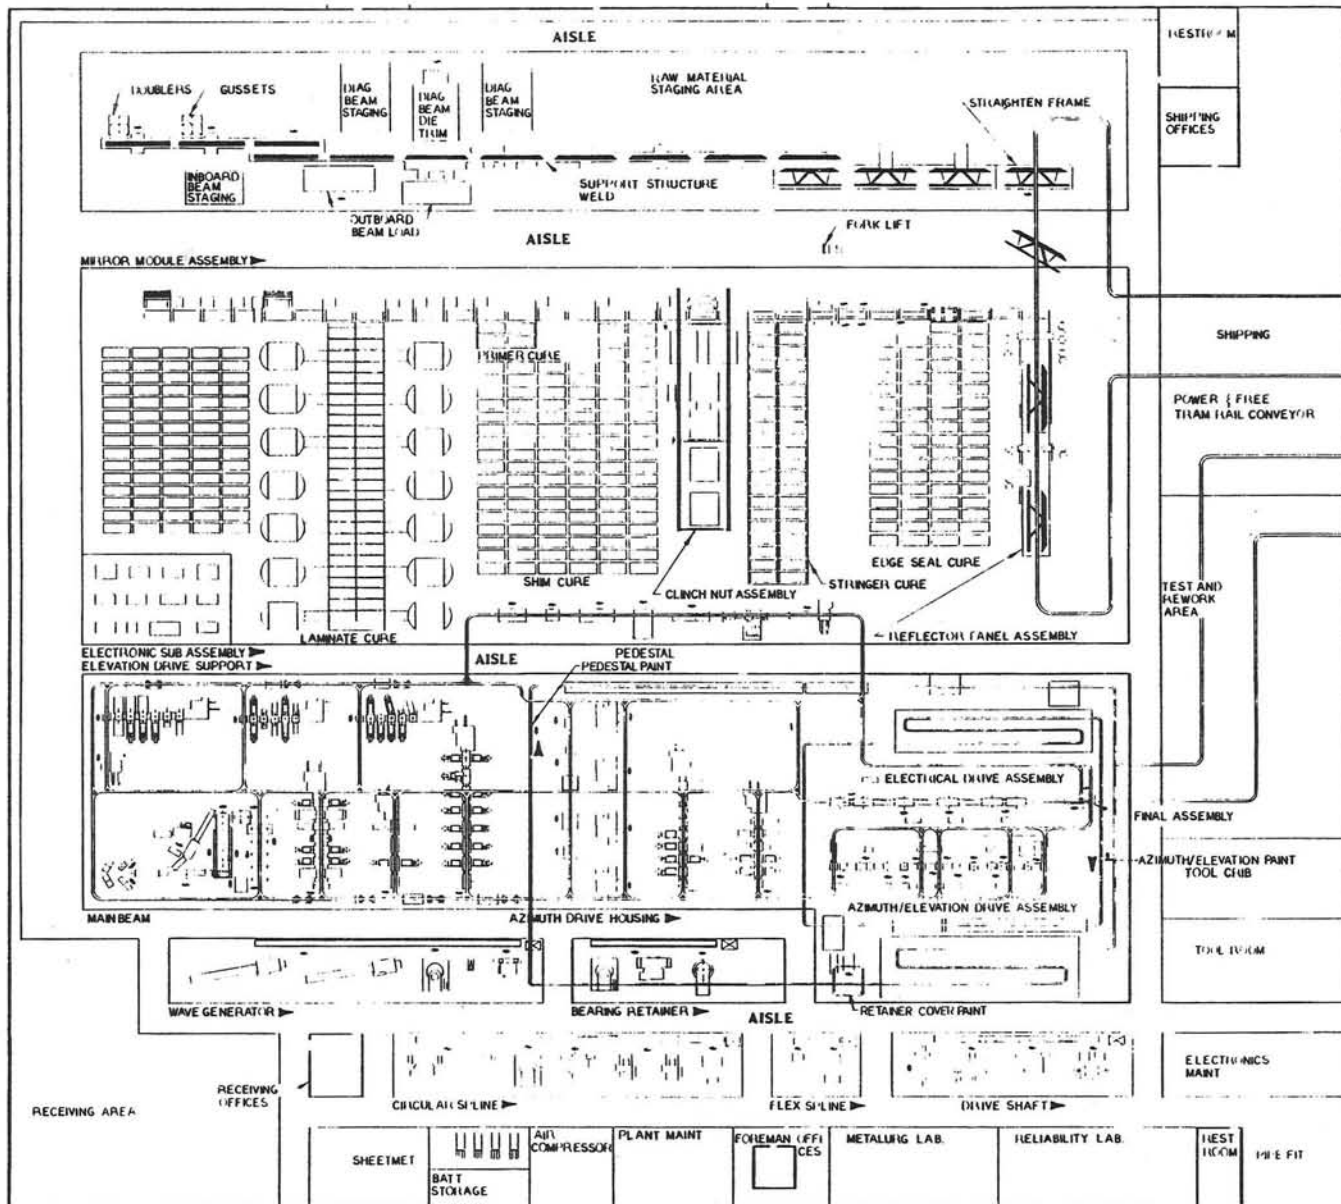 AISLE
RESTROOM
DOUBLERS
GUSSETS
DIAG
BEAM
STAGING
DIAG
BEAM
DIE
TRIM
DIAG
BEAM
STAGING
RAW MATERIAL
STAGING AREA
STRAIGHTEN FRAME
SHIPPING
OFFICES
INBOARD
BEAM
STAGING
SUPPORT STRUCTURE
WELD
OUTBOARD
BEAM LOAD
AISLE
FORK LIFT
MIRROR MODULE ASSEMBLY
PRIMER CURE
SHIPPING
POWER & FREE
TRAM RAIL CONVEYOR
SHIM CURE
CLINCH NUT ASSEMBLY
STRINGER CURE
EDGE SEAL CURE
TEST AND
REWORK
AREA
LAMINATE CURE
REFLECTOR PANEL ASSEMBLY
ELECTRONIC SUB ASSEMBLY
ELEVATION DRIVE SUPPORT
AISLE
PEDESTAL
PEDESTAL PAINT
ELECTRICAL DRIVE ASSEMBLY
FINAL ASSEMBLY
AZIMUTH/ELEVATION PAINT
TOOL CRIB
MAIN BEAM
AZIMUTH DRIVE HOUSING
AZIMUTH/ELEVATION DRIVE ASSEMBLY
TOOL ROOM
WAVE GENERATOR
BEARING RETAINER
AISLE
RETAINER COVER PAINT
RECEIVING AREA
RECEIVING
OFFICES
CIRCULAR SPLINE
FLEX SPLINE
DRIVE SHAFT
ELECTRONICS
MAINT
SHEETMET
BATT
STORAGE
AIR
COMPRESSOR
PLANT MAINT
FOREMAN OFFI
CES
METALURG LAB.
RELIABILITY LAB.
REST
ROOM
PIPE FIT